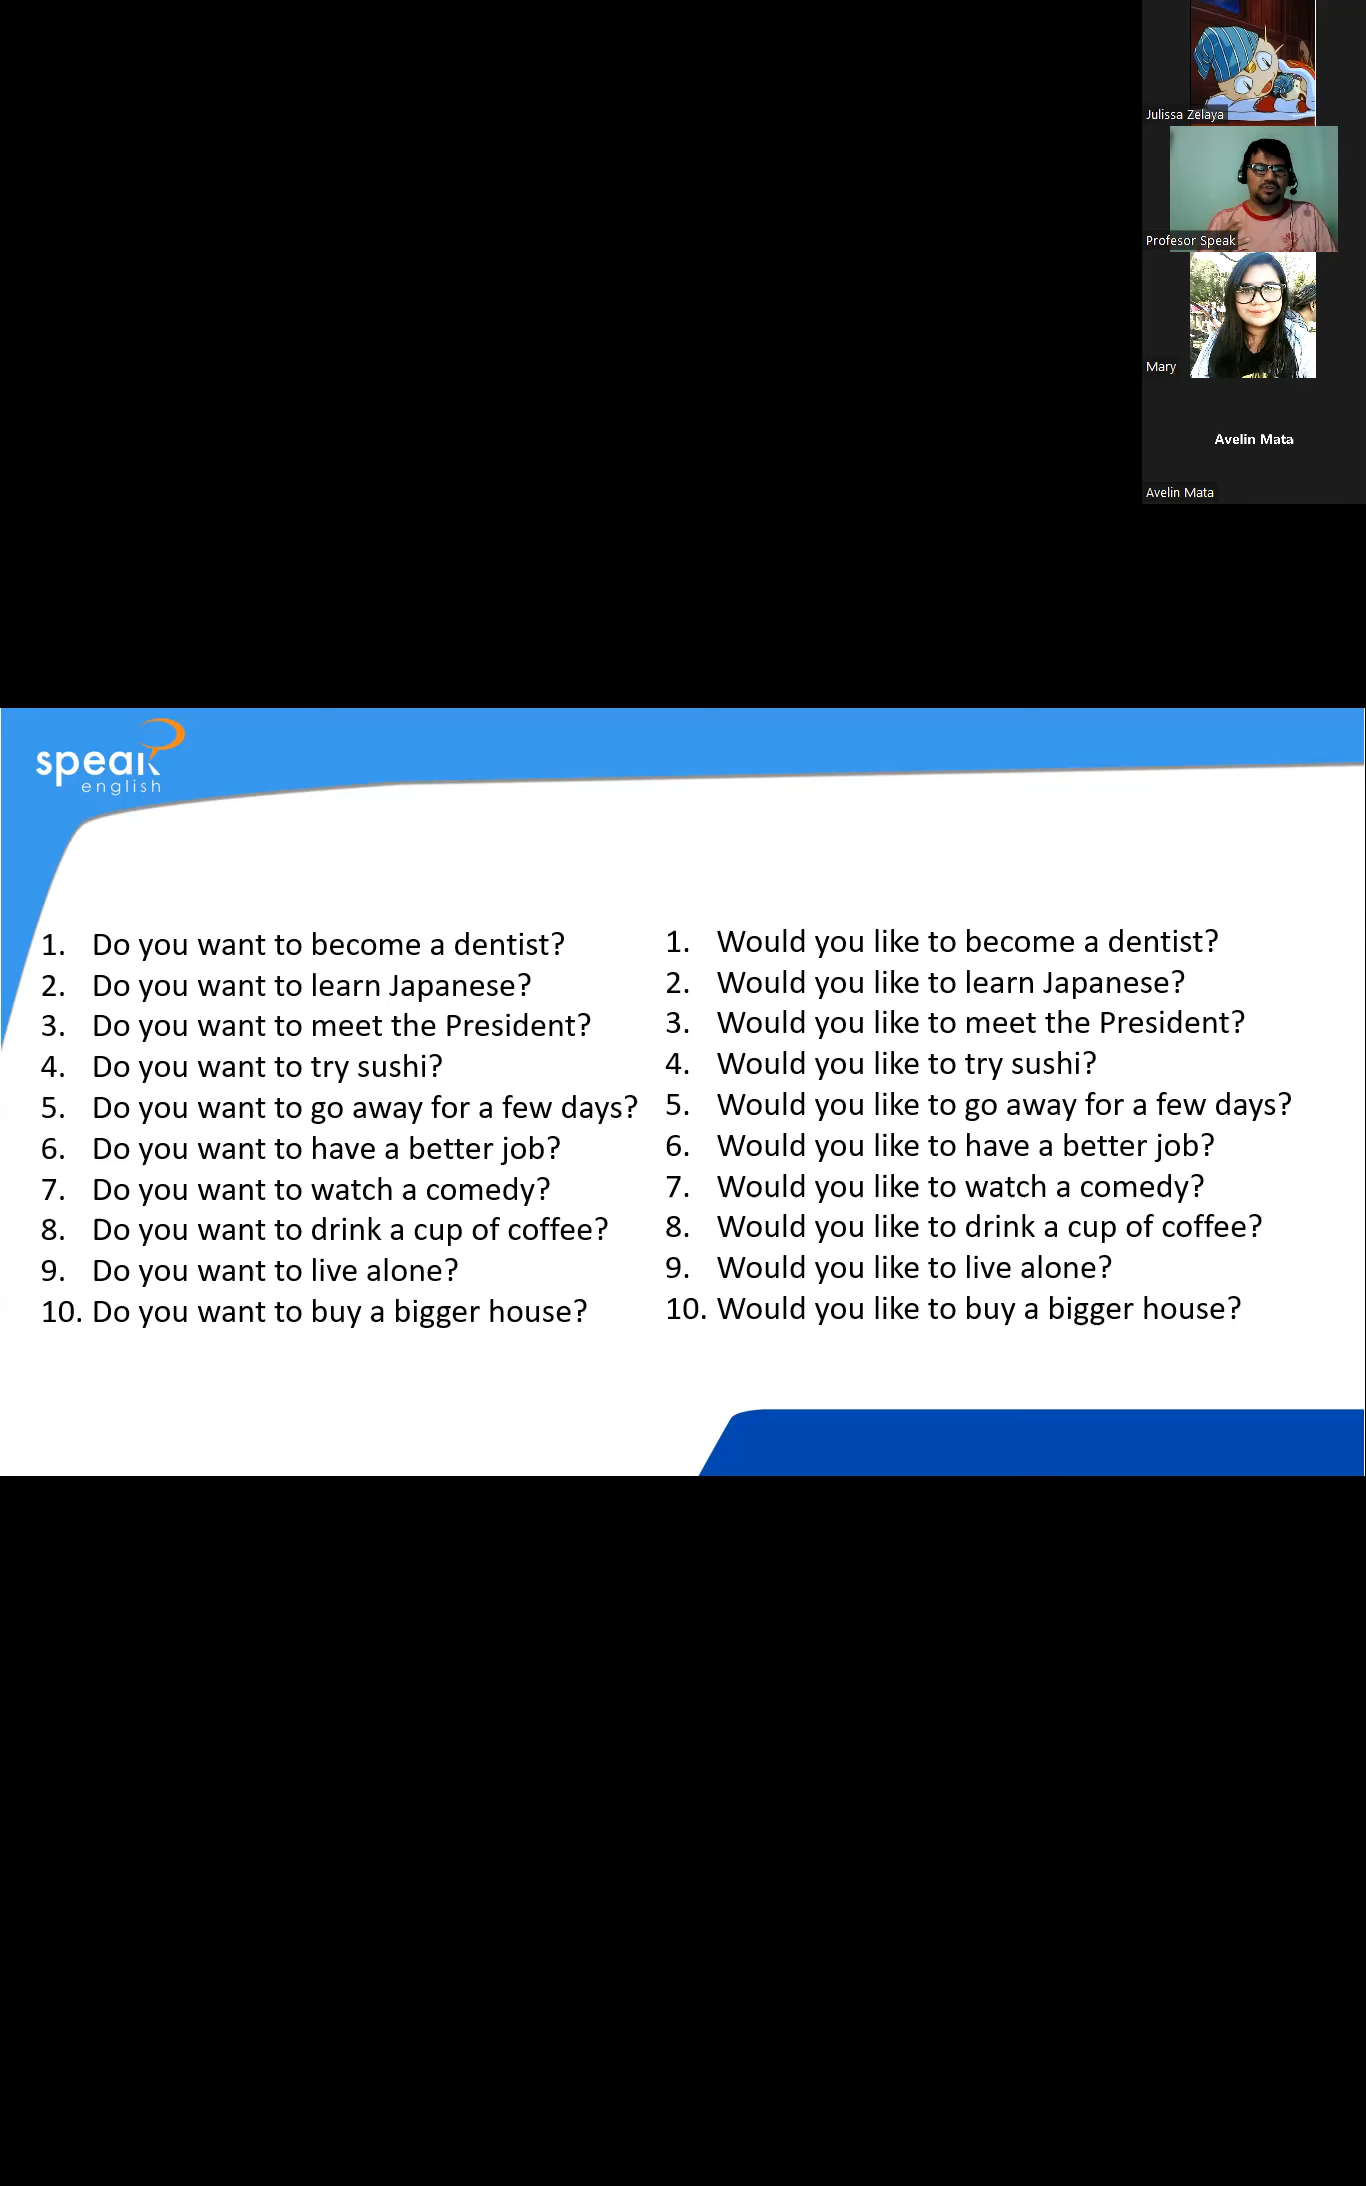 Julissa Zelaya
Profesor Speak
Mary
Avelin Mata
Avelin Mata
speak
english
1. Do you want to become a dentist?
2. Do you want to learn Japanese?
3. Do you want to meet the President?
4. Do you want to try sushi?
5. Do you want to go away for a few days?
6. Do you want to have a better job?
7. Do you want to watch a comedy?
8. Do you want to drink a cup of coffee?
9. Do you want to live alone?
10. Do you want to buy a bigger house?
1. Would you like to become a dentist?
2. Would you like to learn Japanese?
3. Would you like to meet the President?
4. Would you like to try sushi?
5. Would you like to go away for a few days?
6. Would you like to have a better job?
7. Would you like to watch a comedy?
8. Would you like to drink a cup of coffee?
9. Would you like to live alone?
10. Would you like to buy a bigger house?